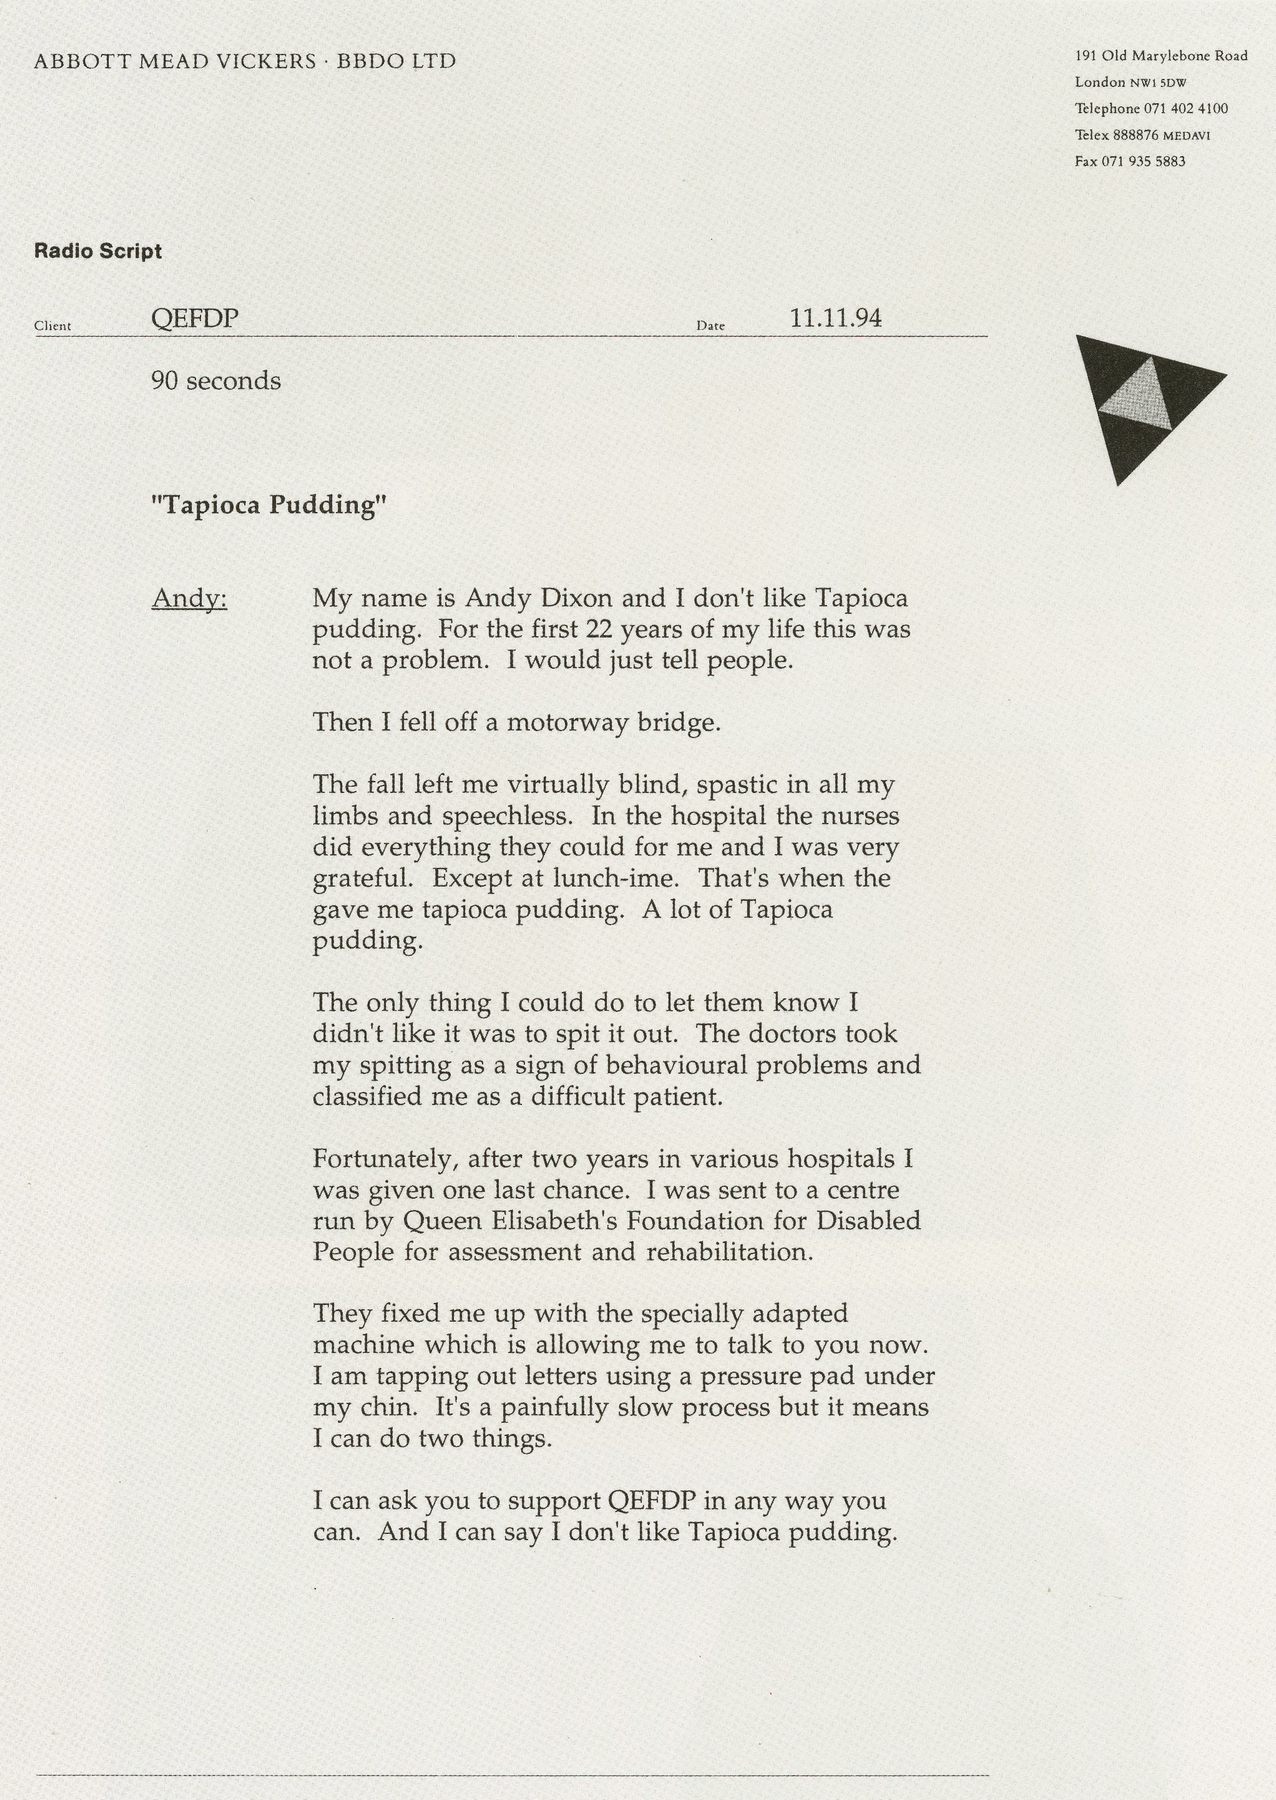 ABBOTT MEAD VICKERS · BBDO LTD
191 Old Marylebone Road
London NW1 5DW
Telephone 071 402 4100
Telex 888876 MEDAVI
Fax 071 935 5883
Radio Script
Client QEFDP Date 11.11.94
90 seconds
"Tapioca Pudding"
Andy: My name is Andy Dixon and I don't like Tapioca
pudding. For the first 22 years of my life this was
not a problem. I would just tell people.
Then I fell off a motorway bridge.
The fall left me virtually blind, spastic in all my
limbs and speechless. In the hospital the nurses
did everything they could for me and I was very
grateful. Except at lunch-ime. That's when the
gave me tapioca pudding. A lot of Tapioca
pudding.
The only thing I could do to let them know I
didn't like it was to spit it out. The doctors took
my spitting as a sign of behavioural problems and
classified me as a difficult patient.
Fortunately, after two years in various hospitals I
was given one last chance. I was sent to a centre
run by Queen Elisabeth's Foundation for Disabled
People for assessment and rehabilitation.
They fixed me up with the specially adapted
machine which is allowing me to talk to you now.
I am tapping out letters using a pressure pad under
my chin. It's a painfully slow process but it means
I can do two things.
I can ask you to support QEFDP in any way you
can. And I can say I don't like Tapioca pudding.